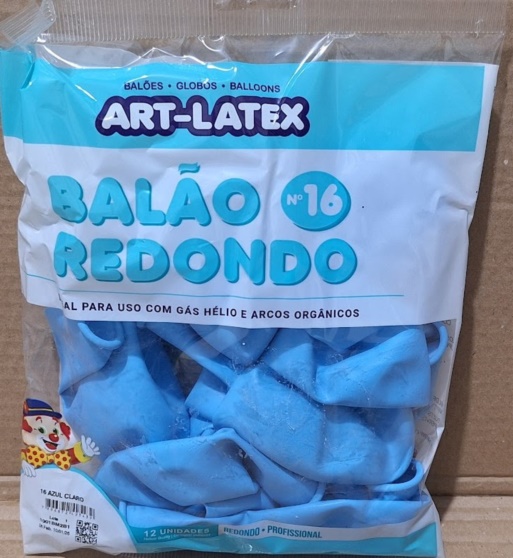 BALÕES • GLOBOS • BALLOONS
ART-LATEX
BALÃO Nº16
REDONDO
AL PARA USO COM GÁS HÉLIO E ARCOS ORGÂNICOS
16 AZUL CLARO
12 UNIDADES
REDONDO • PROFISSIONAL